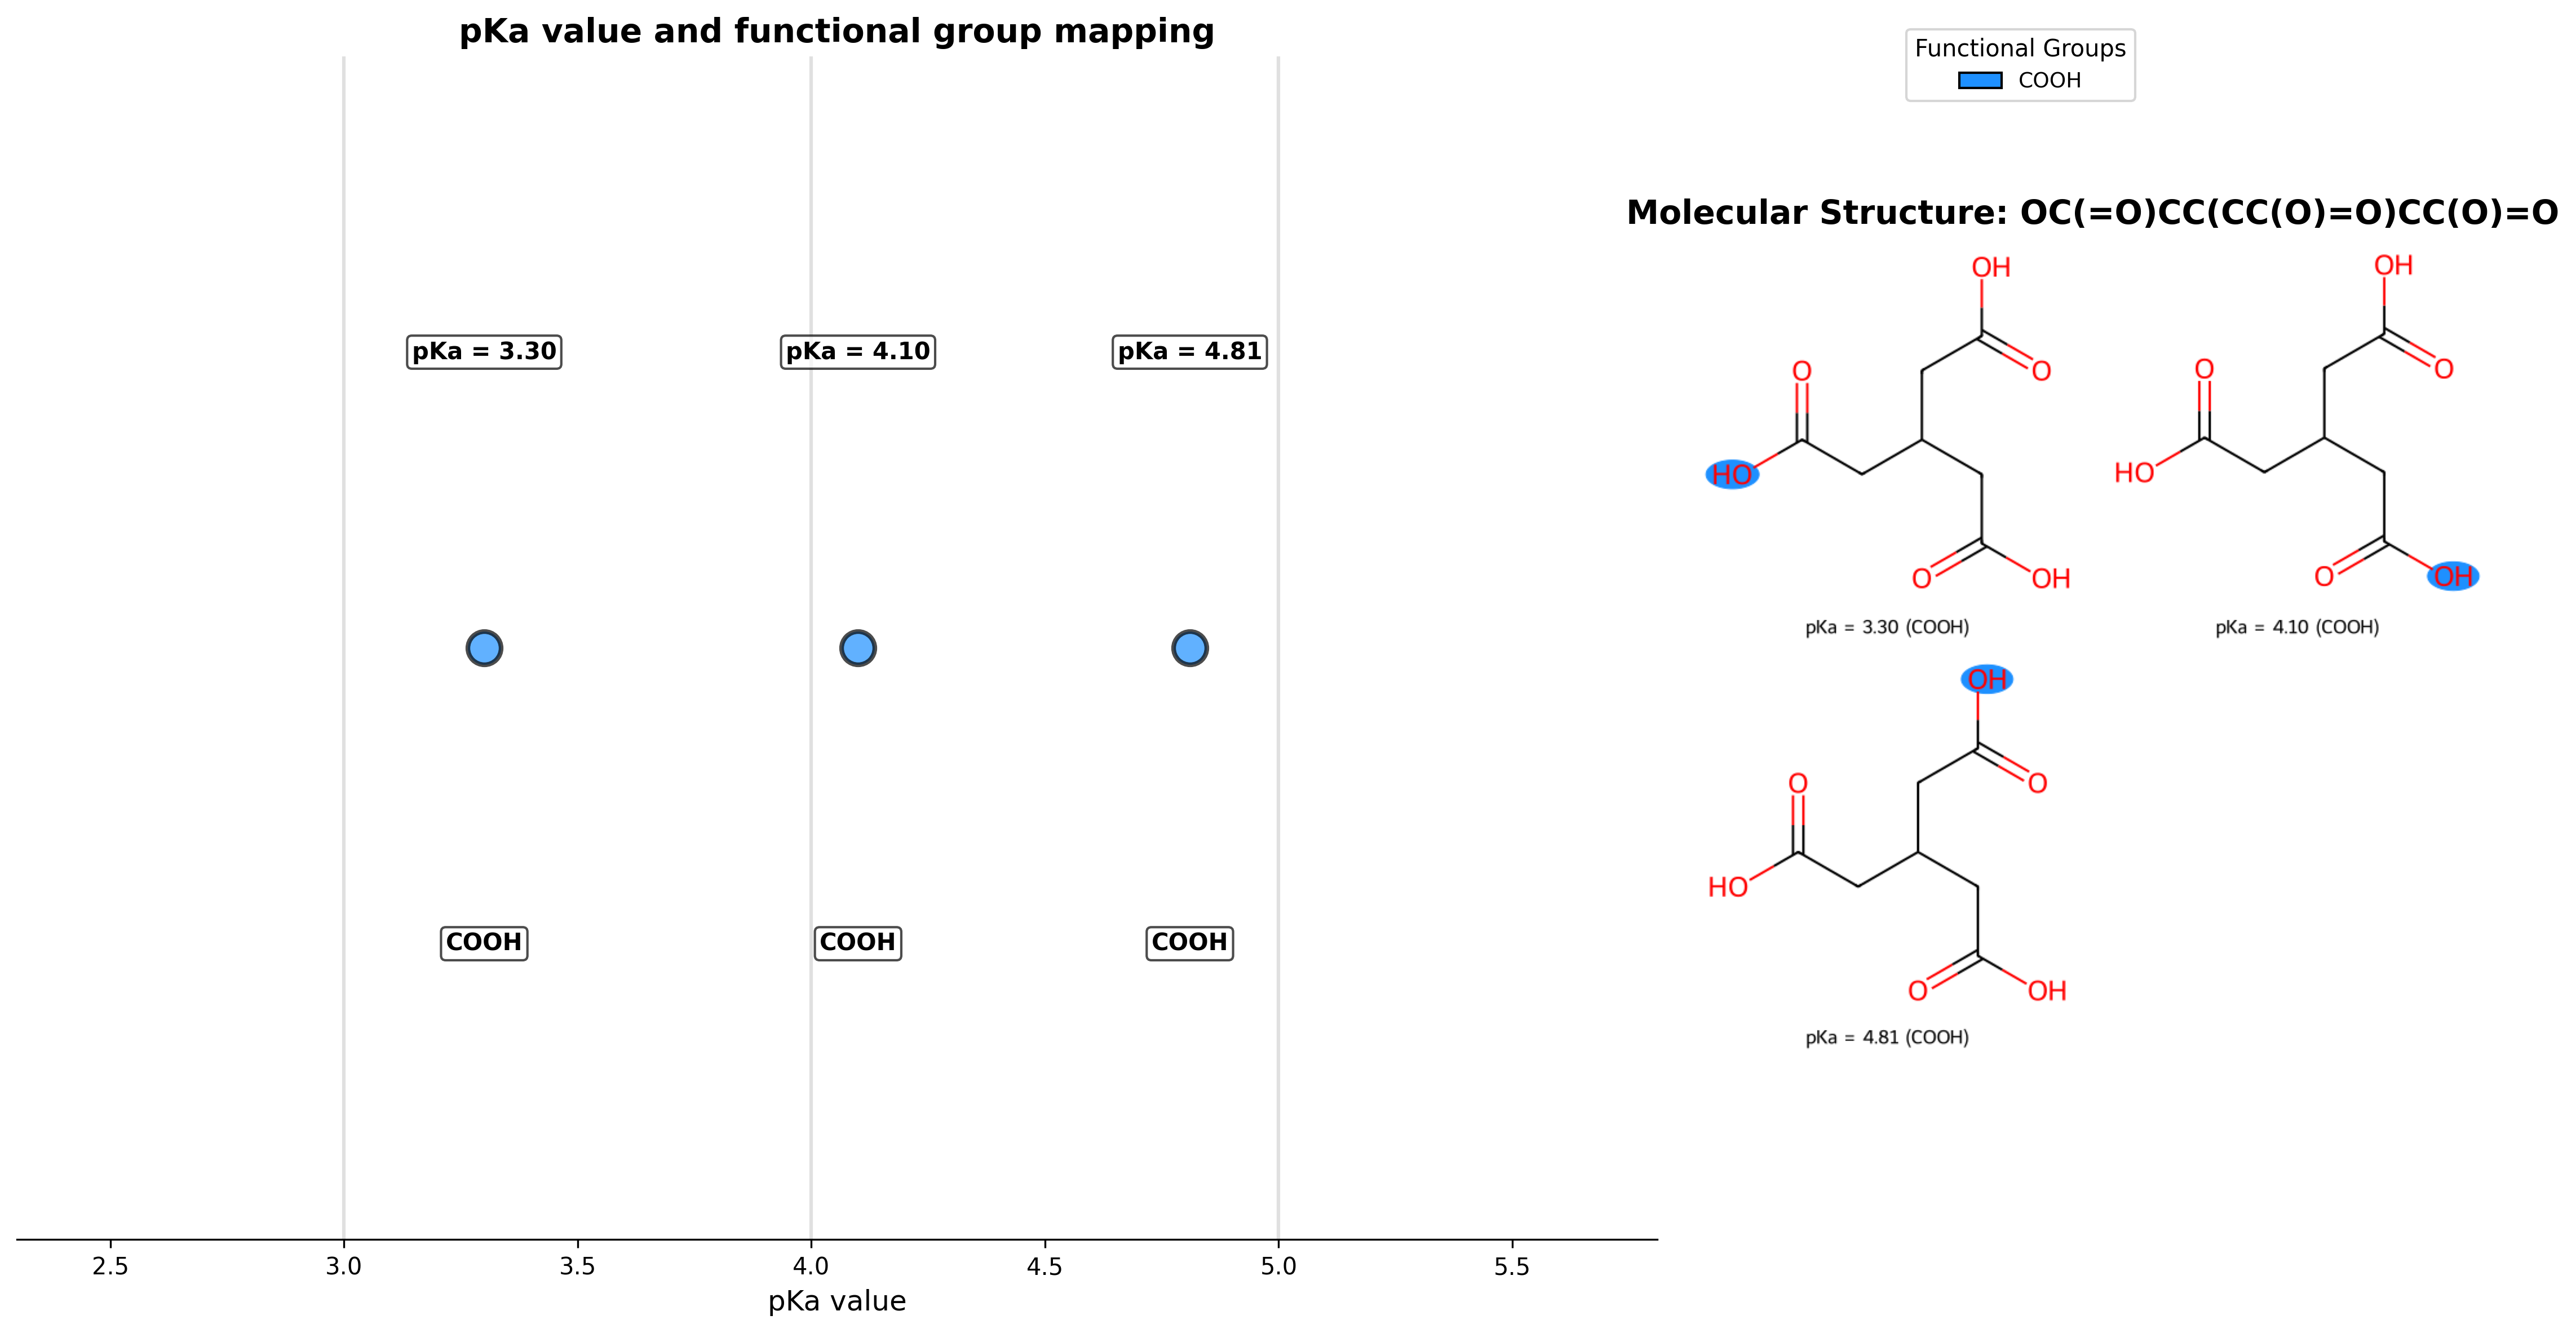 pKa value and functional group mapping
pKa = 3.30
pKa = 4.10
pKa = 4.81
COOH
COOH
COOH
2.5
3.0
3.5
4.0
4.5
5.0
5.5
pKa value
Functional Groups
COOH
Molecular Structure: OC(=O)CC(CC(O)=O)CC(O)=O
OH
O
O
HO
O
OH
pKa = 3.30 (COOH)
OH
O
O
HO
O
OH
pKa = 4.10 (COOH)
OH
O
O
HO
O
OH
pKa = 4.81 (COOH)